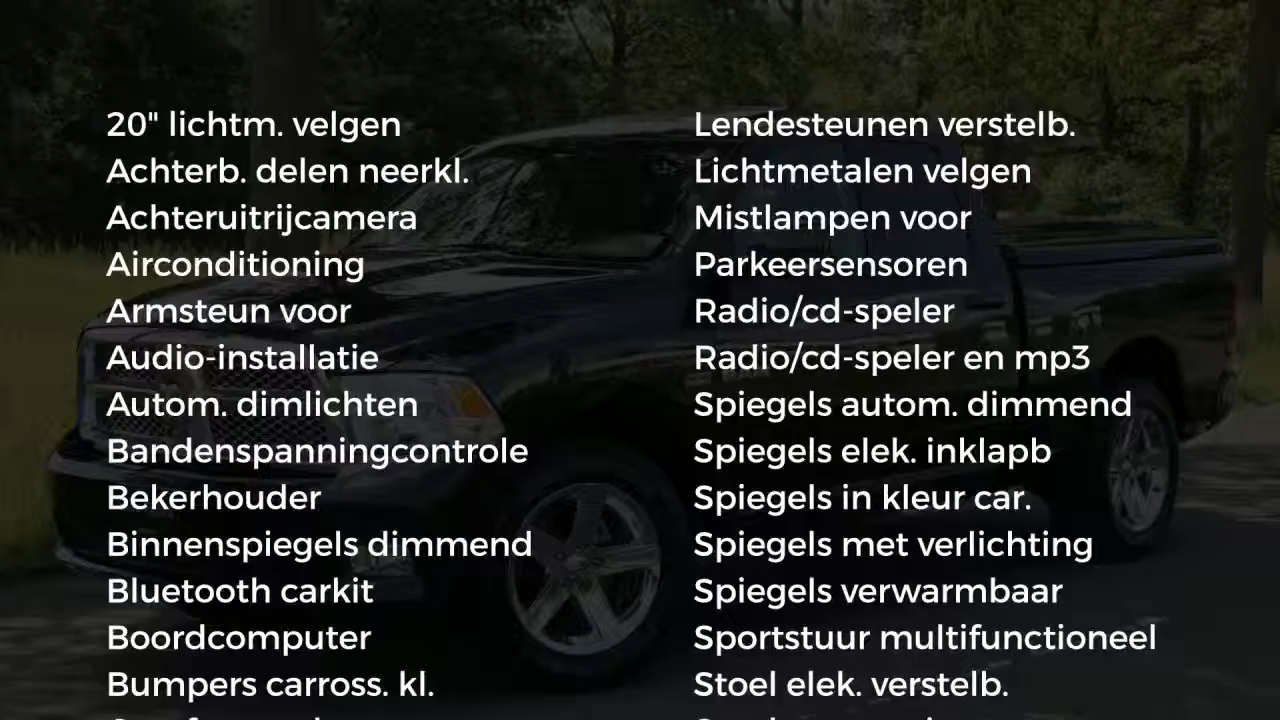 20" lichtm. velgen
Achterb. delen neerkl.
Achteruitrijcamera
Airconditioning
Armsteun voor
Audio-installatie
Autom. dimlichten
Bandenspanningcontrole
Bekerhouder
Binnenspiegels dimmend
Bluetooth carkit
Boordcomputer
Bumpers carross. kl.
Lendesteunen verstelb.
Lichtmetalen velgen
Mistlampen voor
Parkeersensoren
Radio/cd-speler
Radio/cd-speler en mp3
Spiegels autom. dimmend
Spiegels elek. inklapb
Spiegels in kleur car.
Spiegels met verlichting
Spiegels verwarmbaar
Sportstuur multifunctioneel
Stoel elek. verstelb.